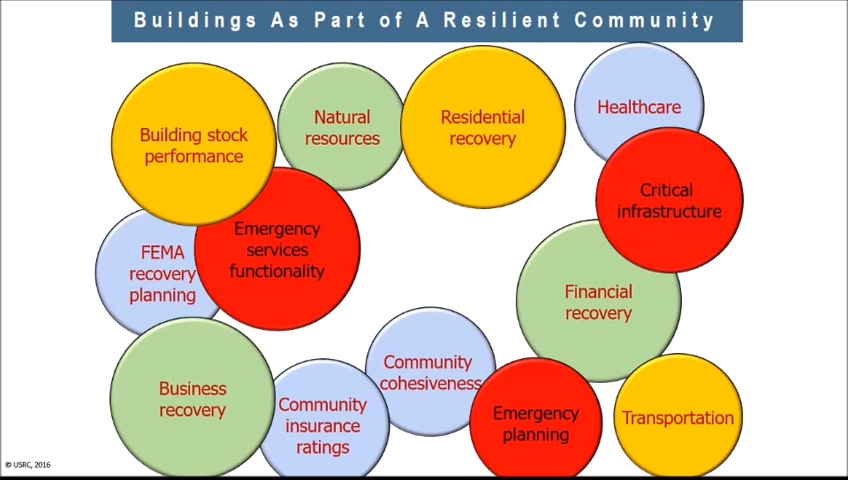 Buildings As Part of A Resilient Community
Building stock
performance
Natural
resources
Residential
recovery
Healthcare
Critical
infrastructure
Emergency
services
functionality
FEMA
recovery
planning
Financial
recovery
Business
recovery
Community
insurance
ratings
Community
cohesiveness
Emergency
planning
Transportation
© USRC, 2016